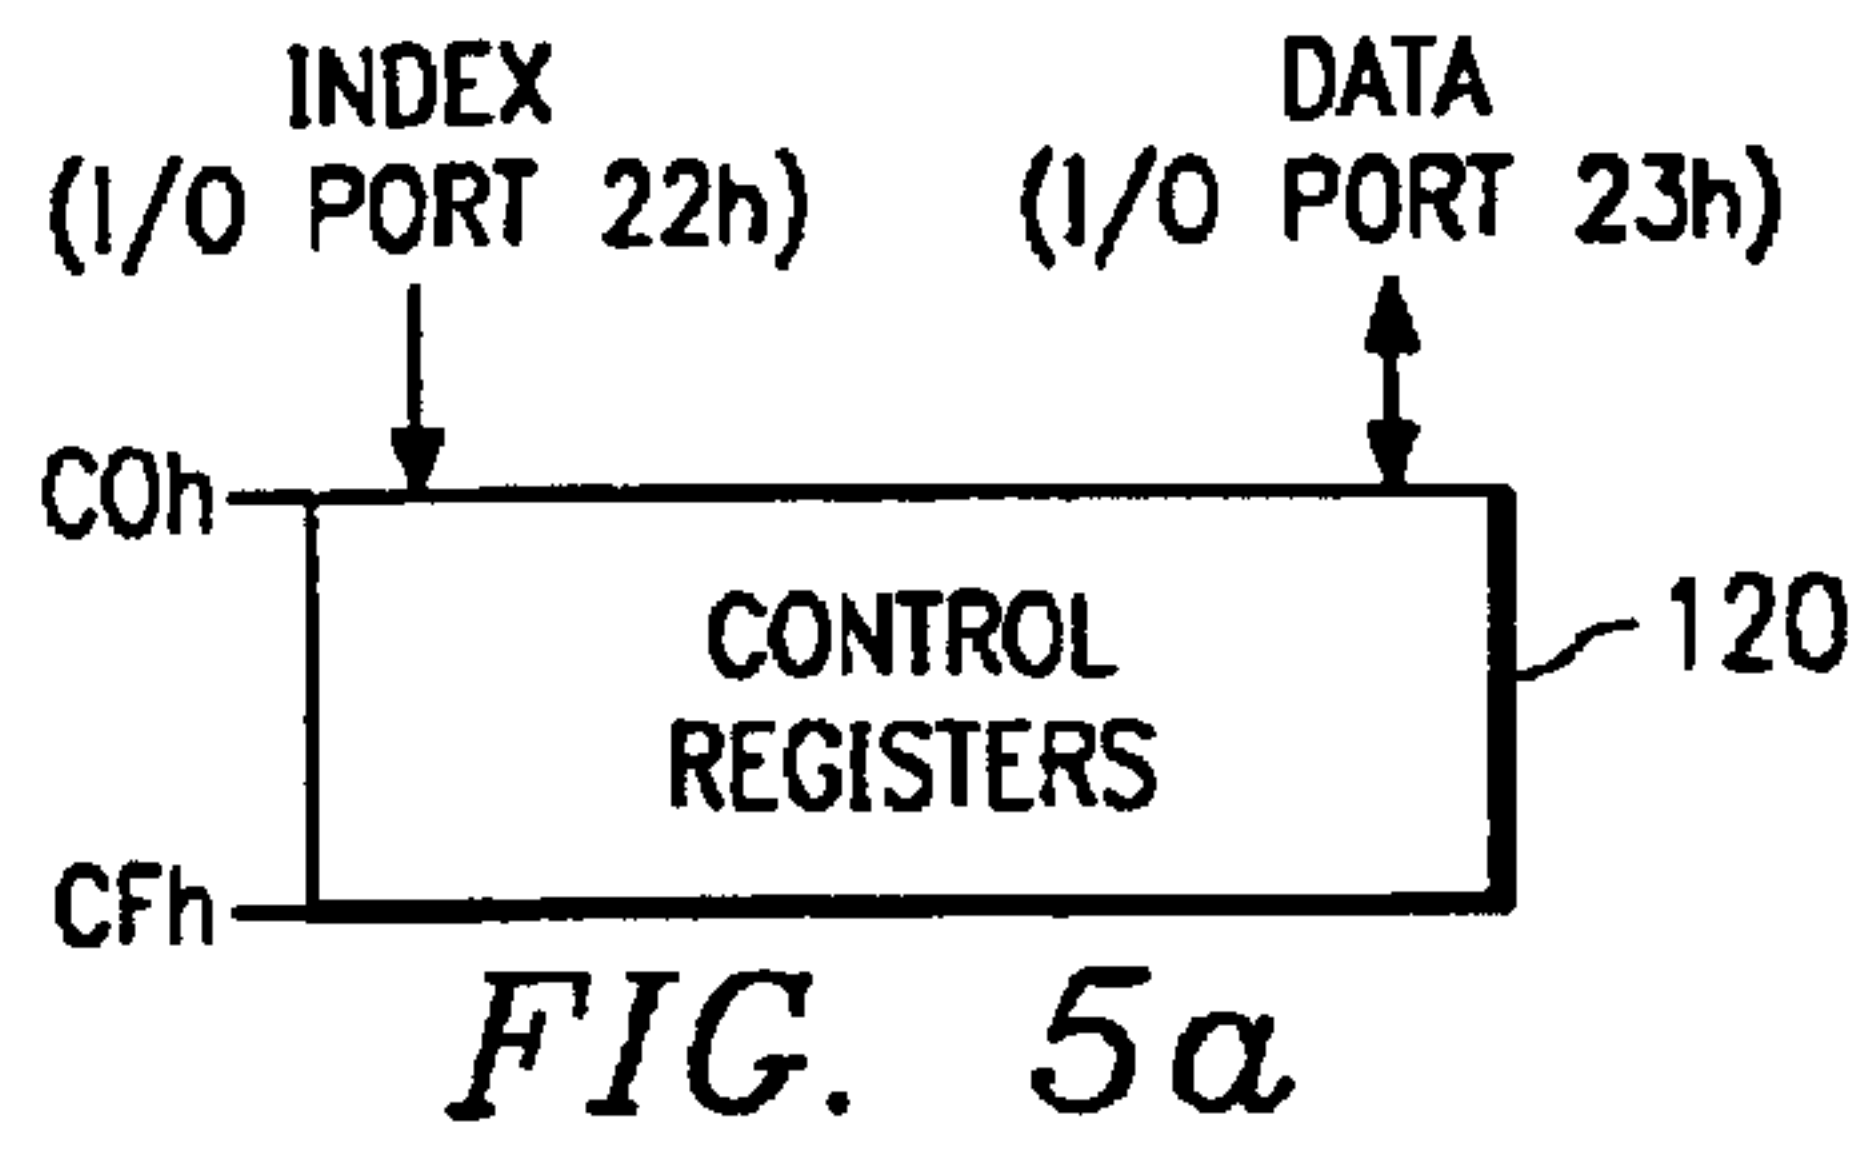 INDEX
(I/O PORT 22h)
DATA
(I/O PORT 23h)
C0h
CONTROL
REGISTERS
120
CFh
FIG. 5a